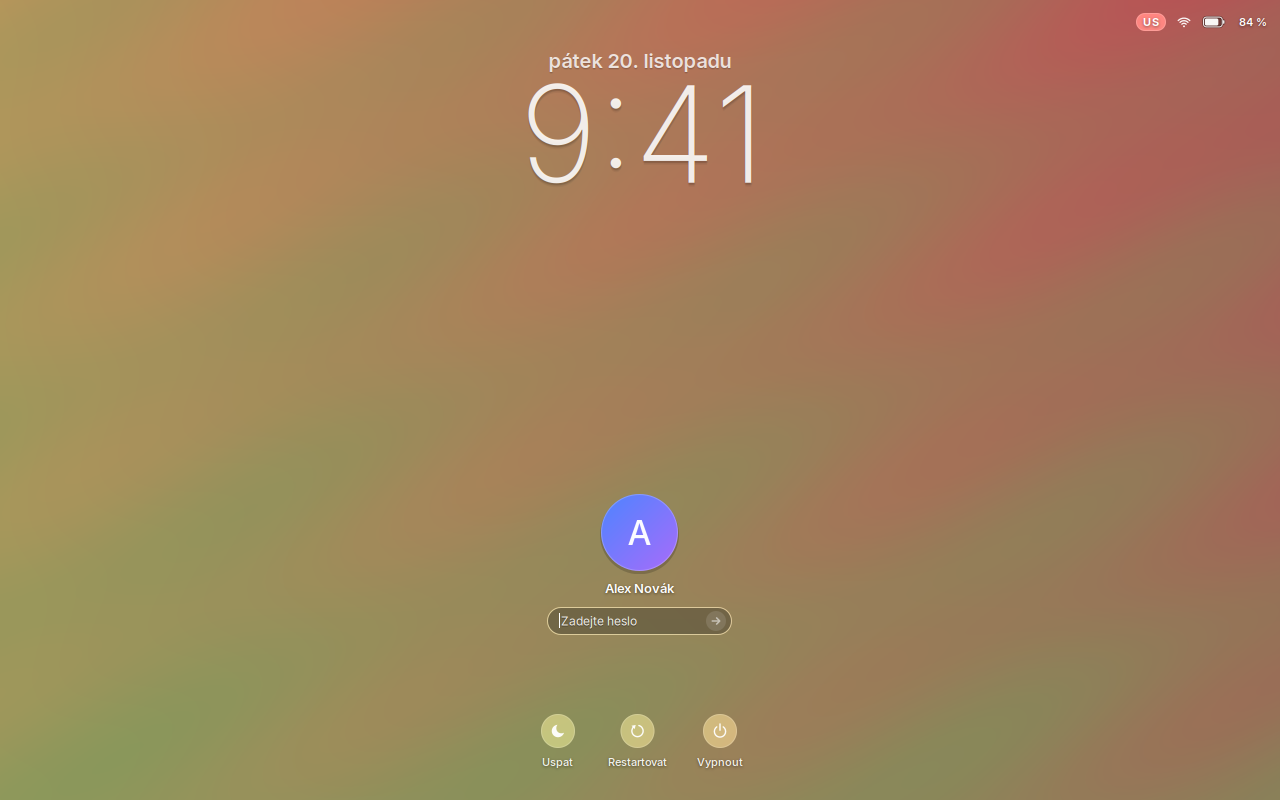 US 84 %
pátek 20. listopadu
9:41
A
Alex Novák
Zadejte heslo
Uspat Restartovat Vypnout